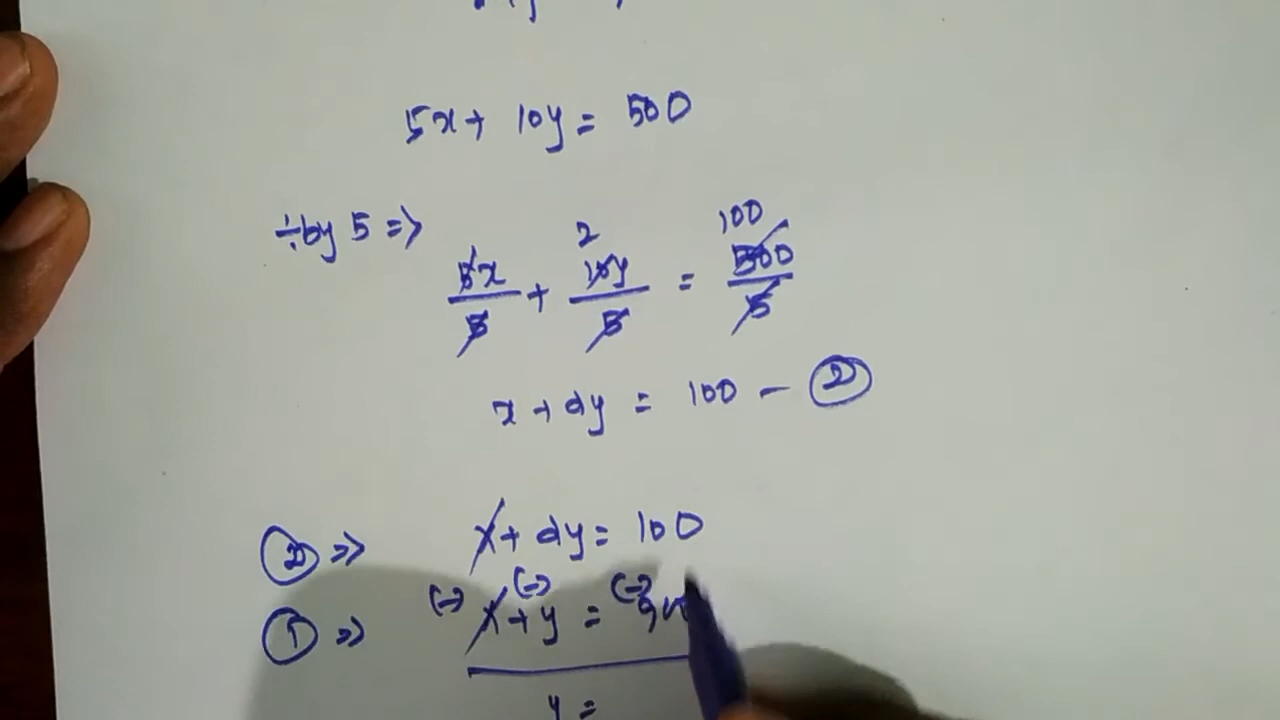 5x + 10y = 500
÷by 5 =>
2 100
5x/5 + 10y/5 = 500/5
x + 2y = 100 - ②
② => x + 2y = 100
(-) (-) (-)
① => x + y =
y =